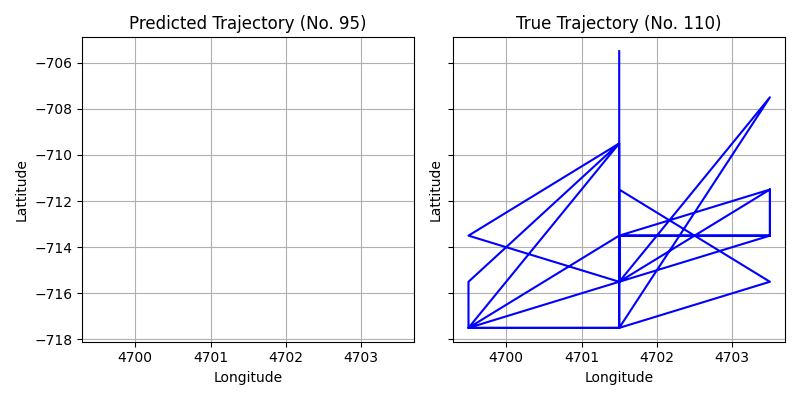 Predicted Trajectory (No. 95)
True Trajectory (No. 110)
−706
−708
−710
−712
−714
−716
−718
Lattitude
Lattitude
4700
4701
4702
4703
4700
4701
4702
4703
Longitude
Longitude